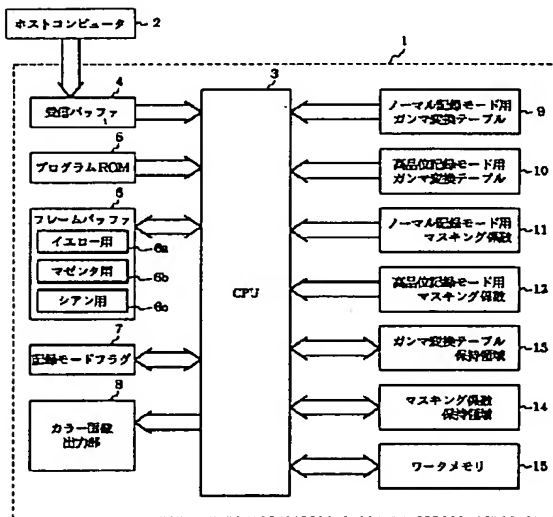 ホストコンピュータ
2
1
4
受信バッファ
5
プログラムROM
6
フレームバッファ
イエロー用
6a
マゼンタ用
6b
シアン用
6c
7
記録モードフラグ
8
カラー画像
出力部
3
CPU
ノーマル記録モード用
ガンマ変換テーブル
9
高品位記録モード用
ガンマ変換テーブル
10
ノーマル記録モード用
マスキング係数
11
高品位記録モード用
マスキング係数
12
ガンマ変換テーブル
保持領域
13
マスキング係数
保持領域
14
ワークメモリ
15